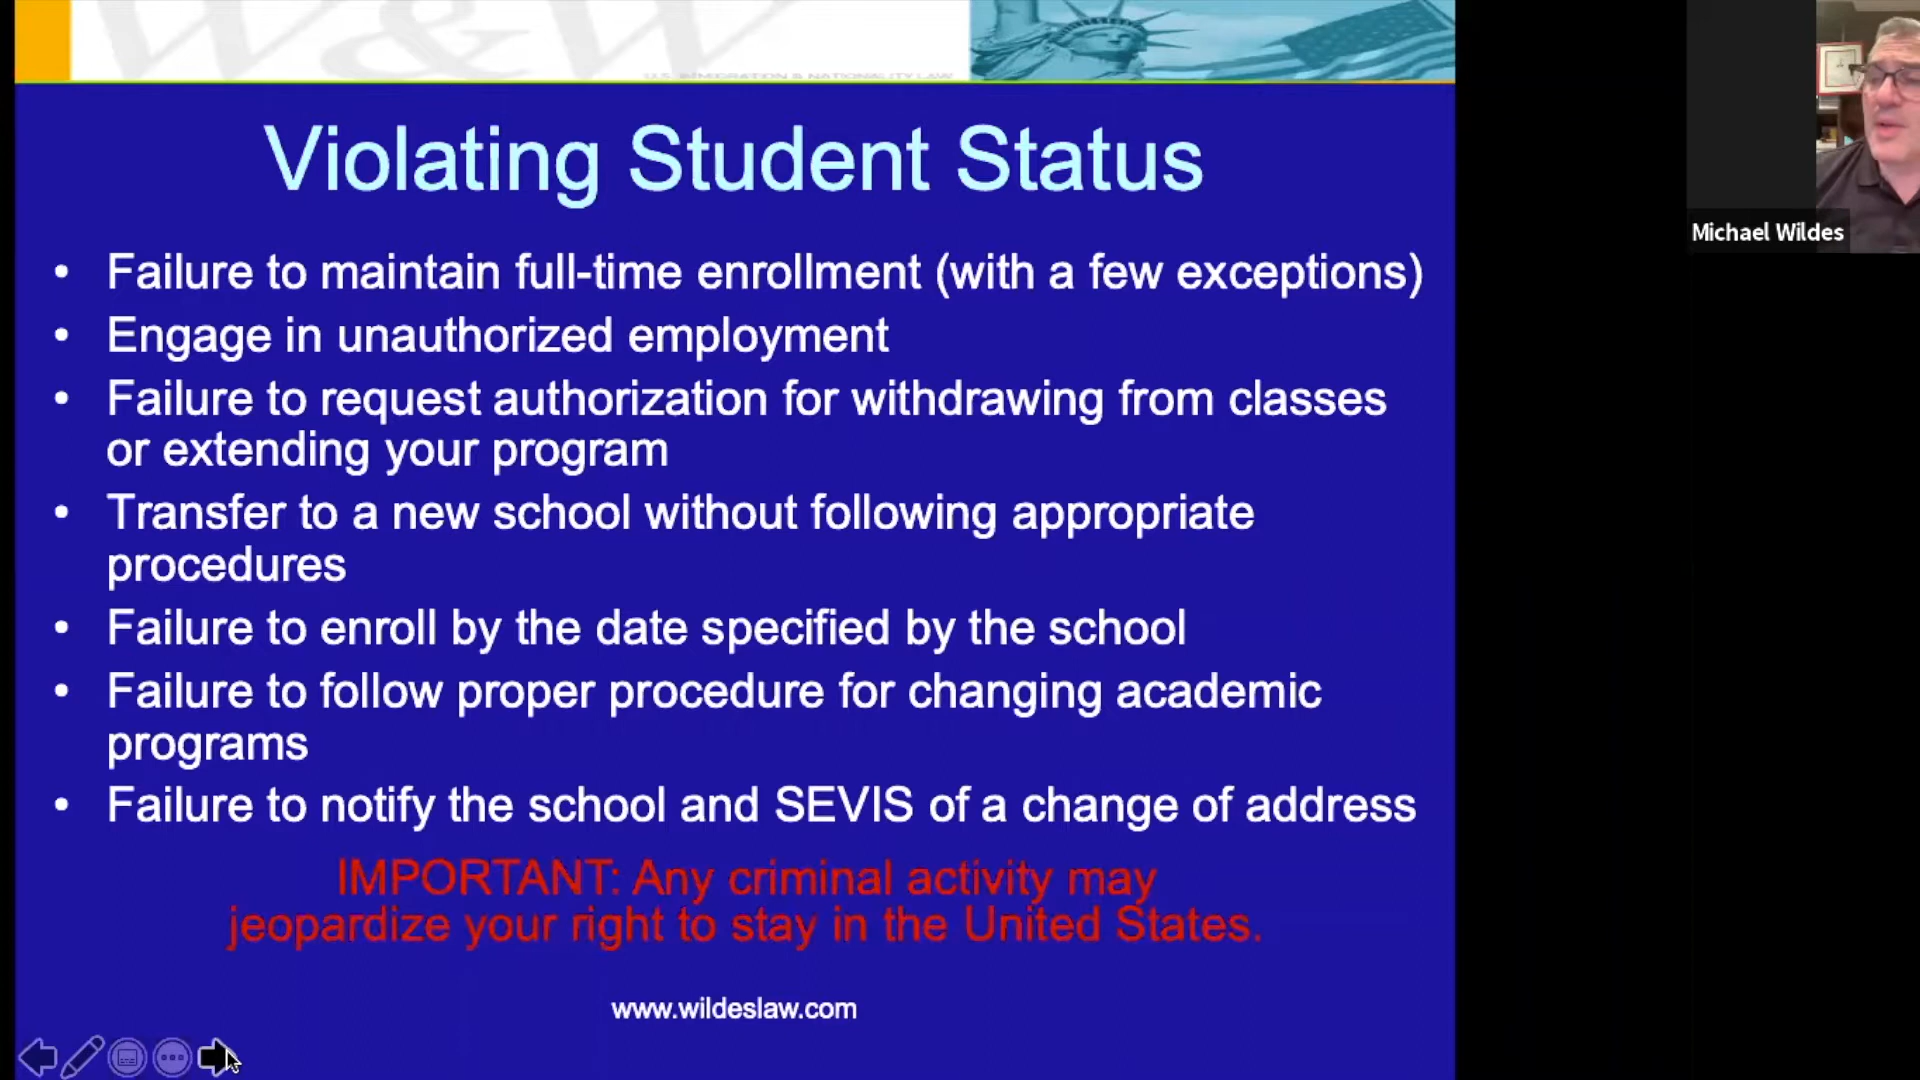 W&W
U.S. IMMIGRATION & NATIONALITY LAW
Violating Student Status
• Failure to maintain full-time enrollment (with a few exceptions)
• Engage in unauthorized employment
• Failure to request authorization for withdrawing from classes
or extending your program
• Transfer to a new school without following appropriate
procedures
• Failure to enroll by the date specified by the school
• Failure to follow proper procedure for changing academic
programs
• Failure to notify the school and SEVIS of a change of address
IMPORTANT: Any criminal activity may
jeopardize your right to stay in the United States.
www.wildeslaw.com
Michael Wildes